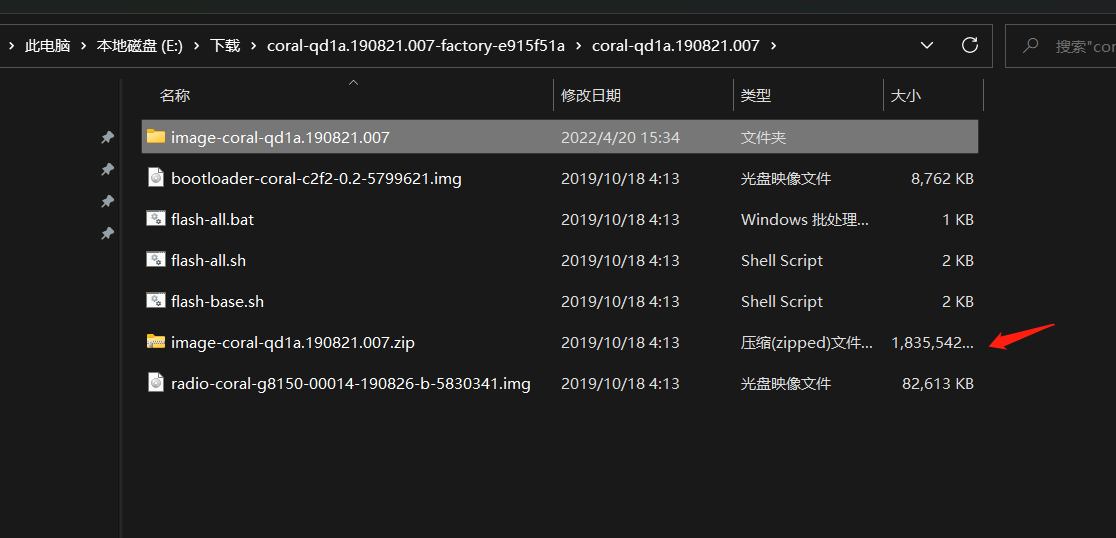 此电脑 › 本地磁盘 (E:) › 下载 › coral-qd1a.190821.007-factory-e915f51a › coral-qd1a.190821.007 › 搜索"cor
名称 修改日期 类型 大小
image-coral-qd1a.190821.007 2022/4/20 15:34 文件夹
bootloader-coral-c2f2-0.2-5799621.img 2019/10/18 4:13 光盘映像文件 8,762 KB
flash-all.bat 2019/10/18 4:13 Windows 批处理... 1 KB
flash-all.sh 2019/10/18 4:13 Shell Script 2 KB
flash-base.sh 2019/10/18 4:13 Shell Script 2 KB
image-coral-qd1a.190821.007.zip 2019/10/18 4:13 压缩(zipped)文件... 1,835,542...
radio-coral-g8150-00014-190826-b-5830341.img 2019/10/18 4:13 光盘映像文件 82,613 KB